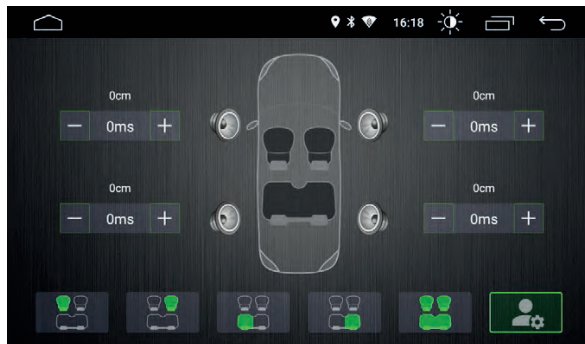 16:18
0cm
0cm
— 0ms +
— 0ms +
0cm
0cm
— 0ms +
— 0ms +